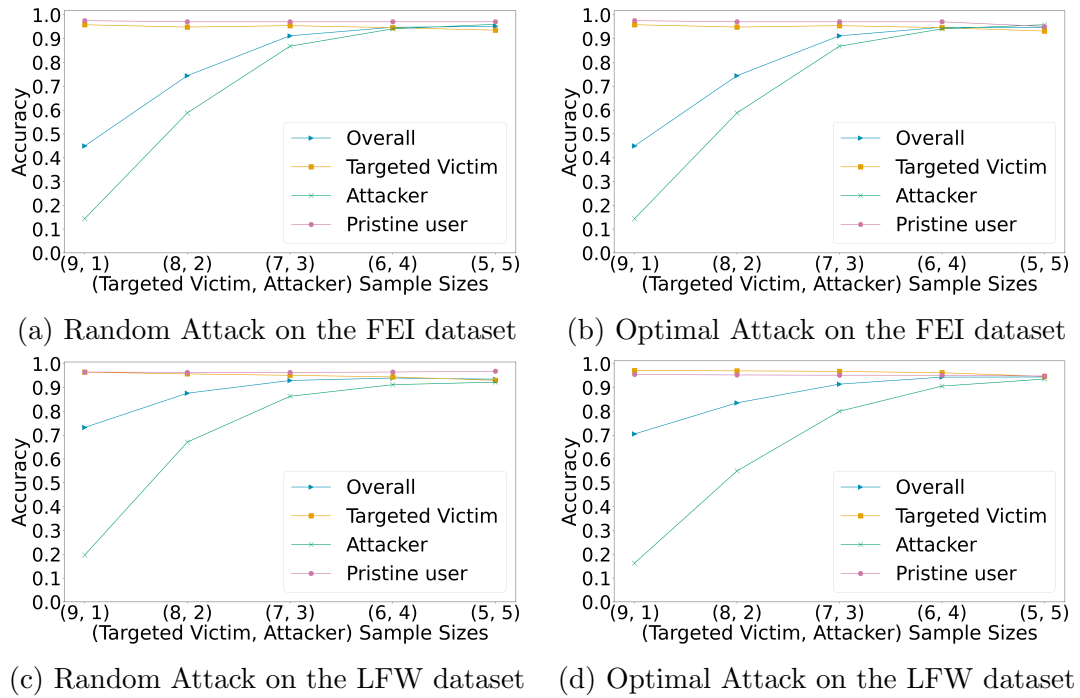 1.0
0.9
0.8
0.7
0.6
0.5
0.4
0.3
0.2
0.1
0.0
Accuracy
Overall
Targeted Victim
Attacker
Pristine user
(9, 1) (8, 2) (7, 3) (6, 4) (5, 5)
(Targeted Victim, Attacker) Sample Sizes
(a) Random Attack on the FEI dataset
1.0
0.9
0.8
0.7
0.6
0.5
0.4
0.3
0.2
0.1
0.0
Accuracy
Overall
Targeted Victim
Attacker
Pristine user
(9, 1) (8, 2) (7, 3) (6, 4) (5, 5)
(Targeted Victim, Attacker) Sample Sizes
(b) Optimal Attack on the FEI dataset
1.0
0.9
0.8
0.7
0.6
0.5
0.4
0.3
0.2
0.1
0.0
Accuracy
Overall
Targeted Victim
Attacker
Pristine user
(9, 1) (8, 2) (7, 3) (6, 4) (5, 5)
(Targeted Victim, Attacker) Sample Sizes
(c) Random Attack on the LFW dataset
1.0
0.9
0.8
0.7
0.6
0.5
0.4
0.3
0.2
0.1
0.0
Accuracy
Overall
Targeted Victim
Attacker
Pristine user
(9, 1) (8, 2) (7, 3) (6, 4) (5, 5)
(Targeted Victim, Attacker) Sample Sizes
(d) Optimal Attack on the LFW dataset